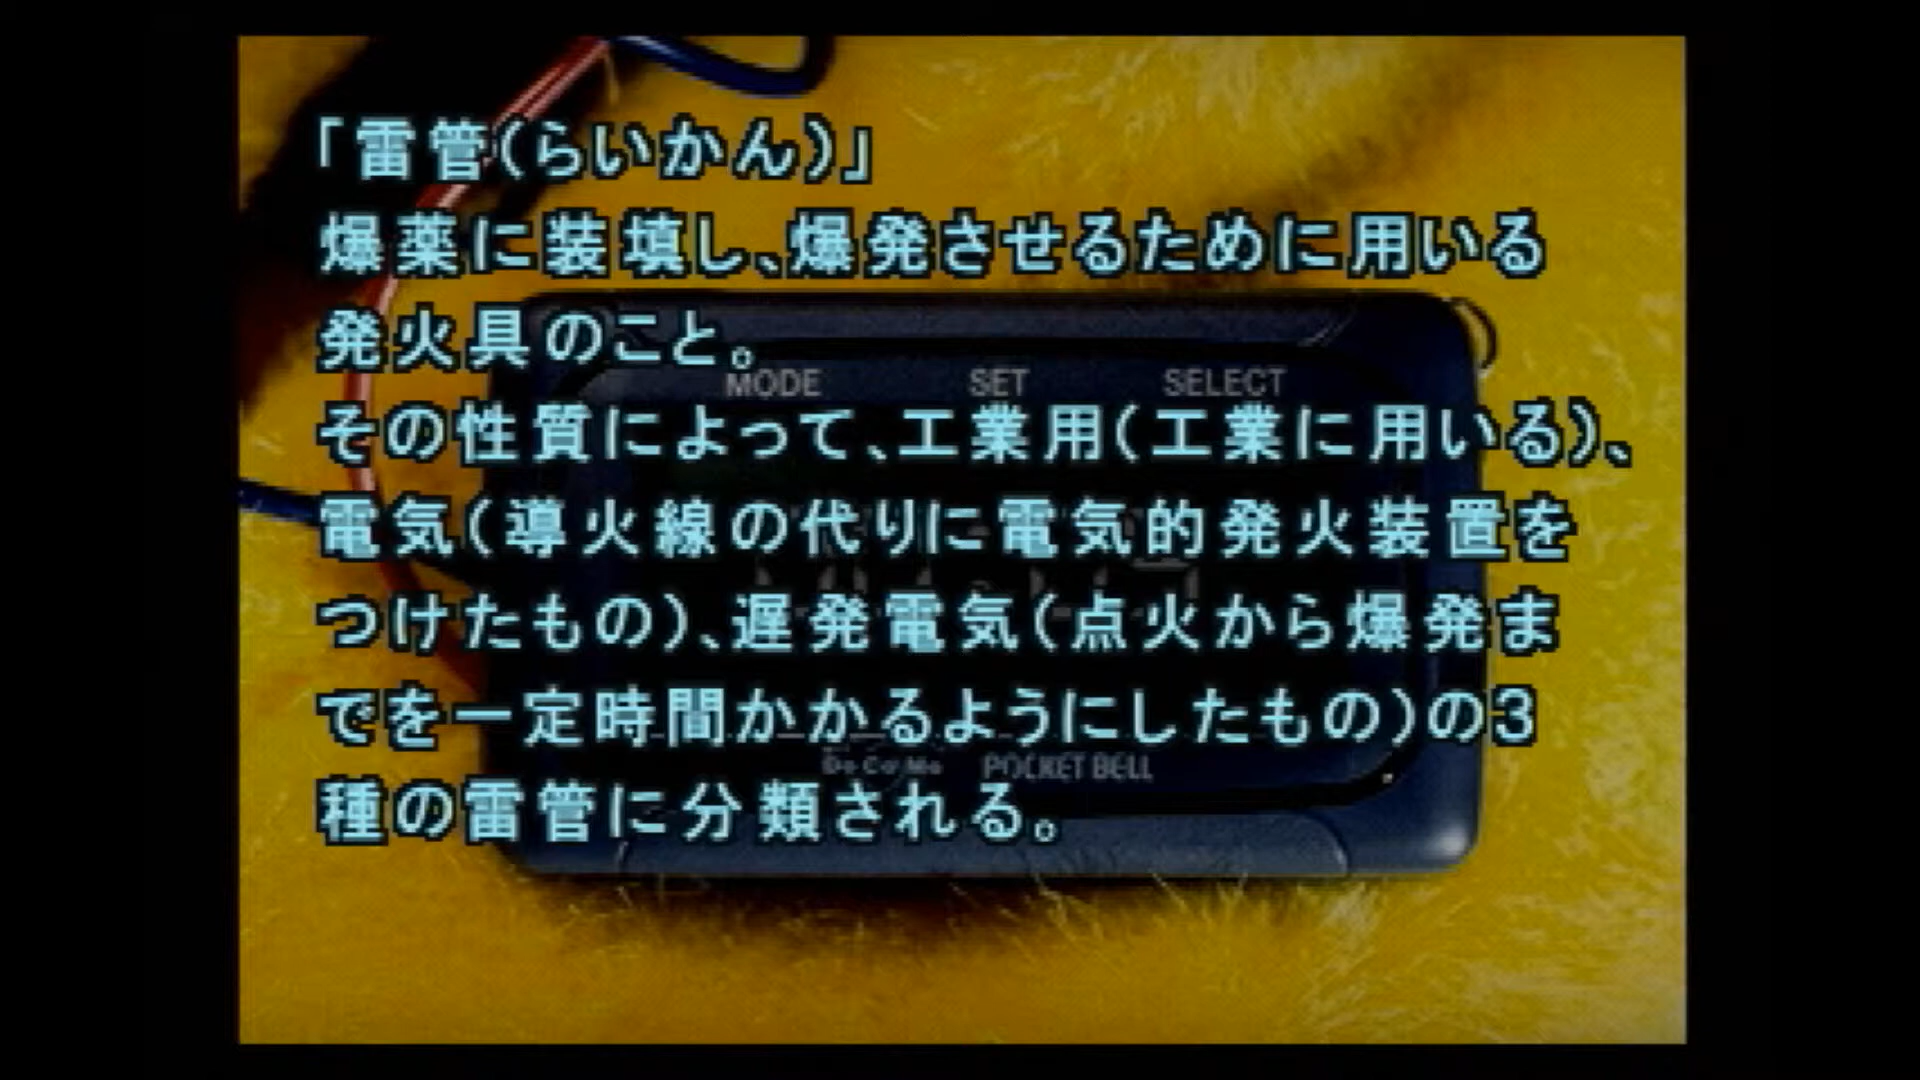 「雷管(らいかん)」
爆薬に装填し、爆発させるために用いる
発火具のこと。
MODE SET SELECT
その性質によって、工業用(工業に用いる)、
電気(導火線の代りに電気的発火装置を
つけたもの)、遅発電気(点火から爆発ま
でを一定時間かかるようにしたもの)の3
DoCoMo POCKET BELL
種の雷管に分類される。